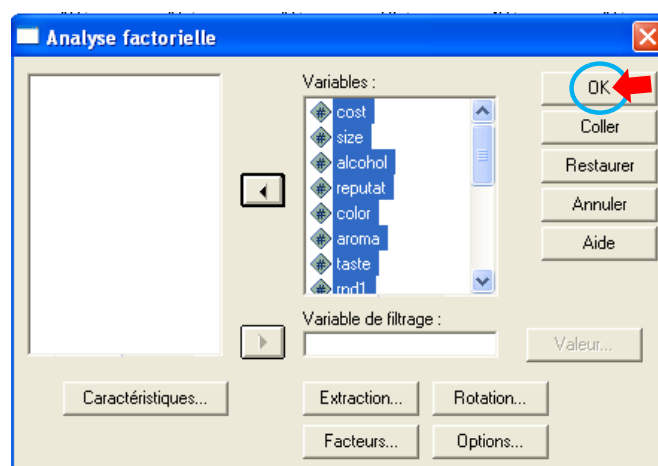 Analyse factorielle
Variables :
cost
size
alcohol
reputat
color
aroma
taste
rnd1
OK
Coller
Restaurer
Annuler
Aide
Variable de filtrage :
Valeur...
Caractéristiques...
Extraction...
Rotation...
Facteurs...
Options...